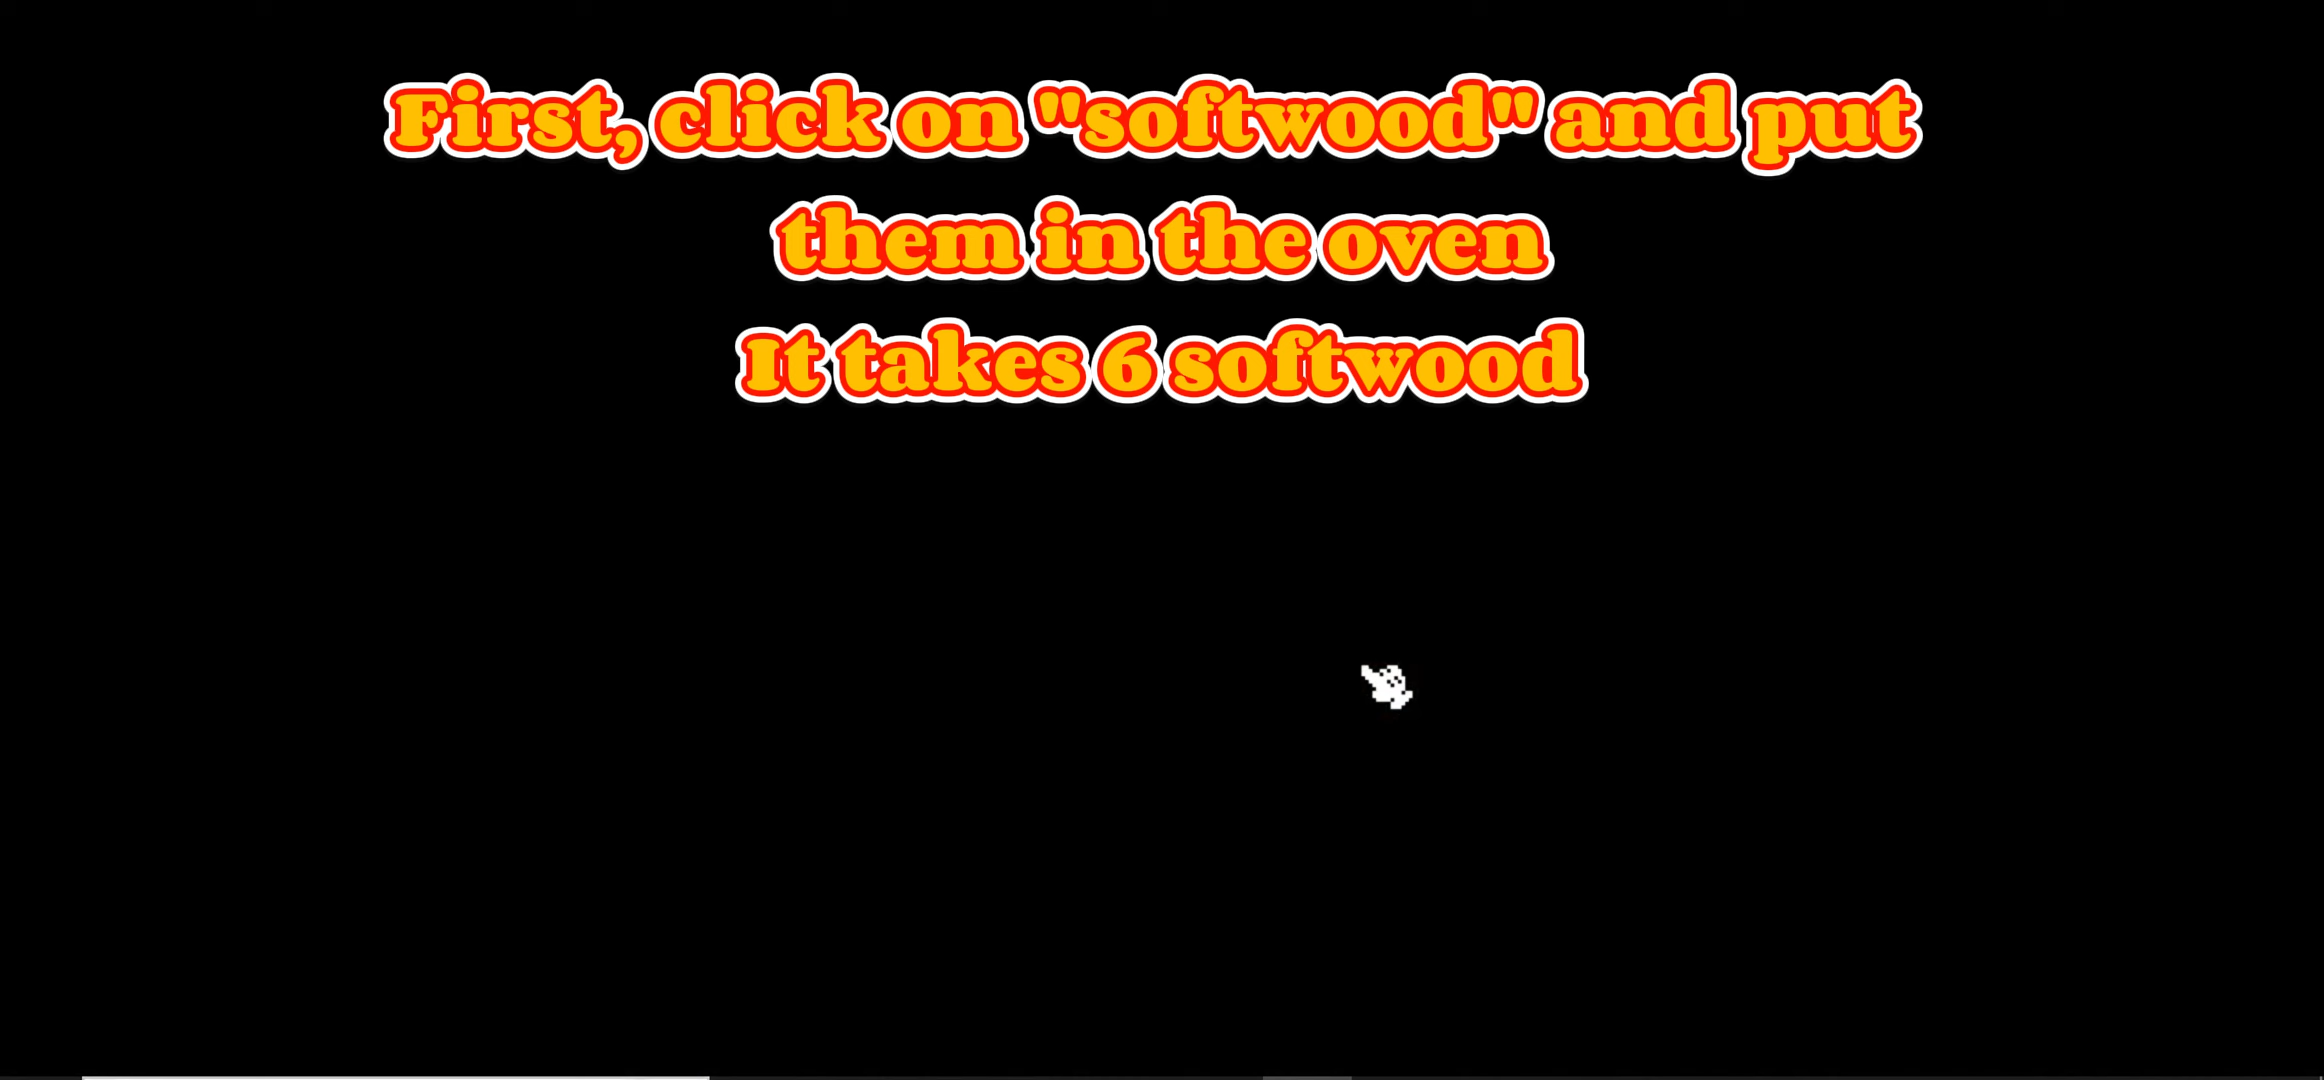 First, click on "softwood" and put
them in the oven
It takes 6 softwood